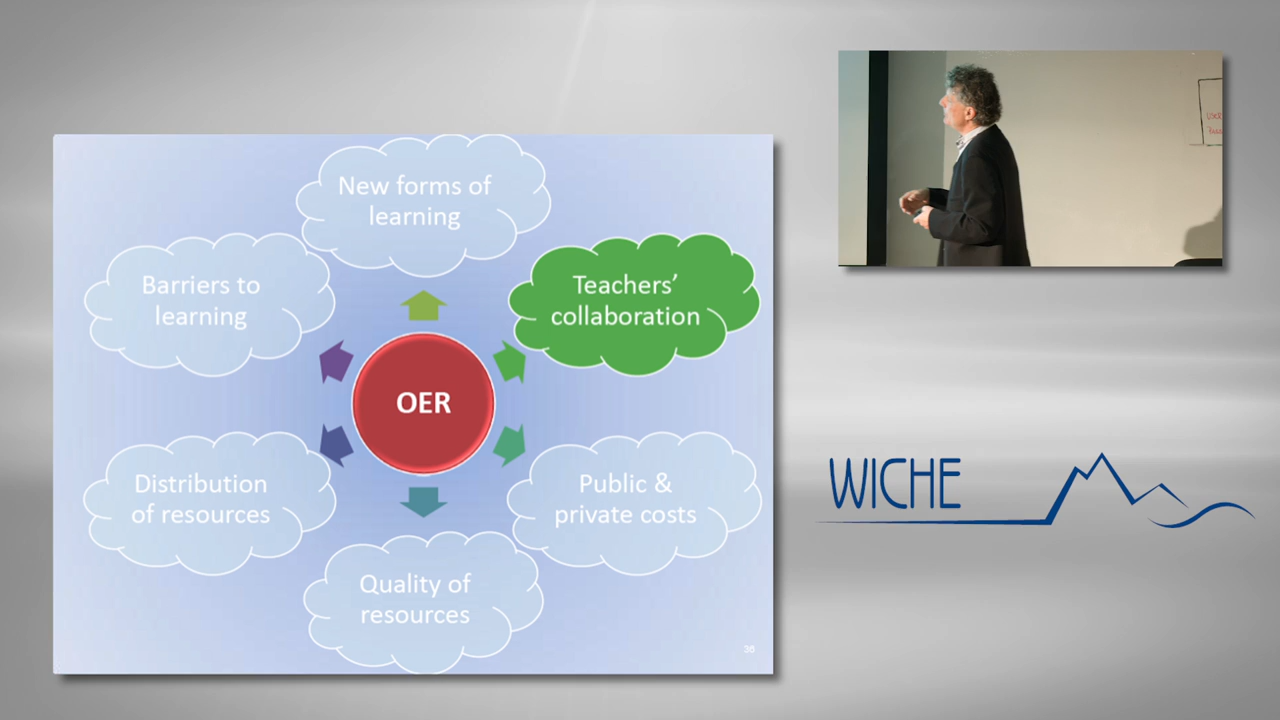 New forms of
learning
Barriers to
learning
Teachers’
collaboration
OER
Distribution
of resources
Public &
private costs
Quality of
resources
36
WICHE